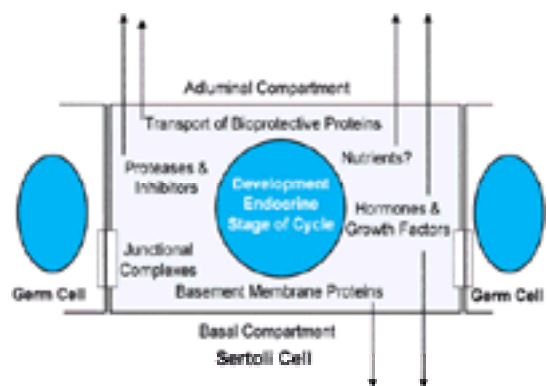 Adluminal Compartment
Transport of Bioprotective Proteins
Proteases &
Inhibitors
Nutrients?
Development
Endocrine
Stage of Cycle
Hormones &
Growth Factors
Junctional
Complexes
Germ Cell
Germ Cell
Basement Membrane Proteins
Basal Compartment
Sertoli Cell